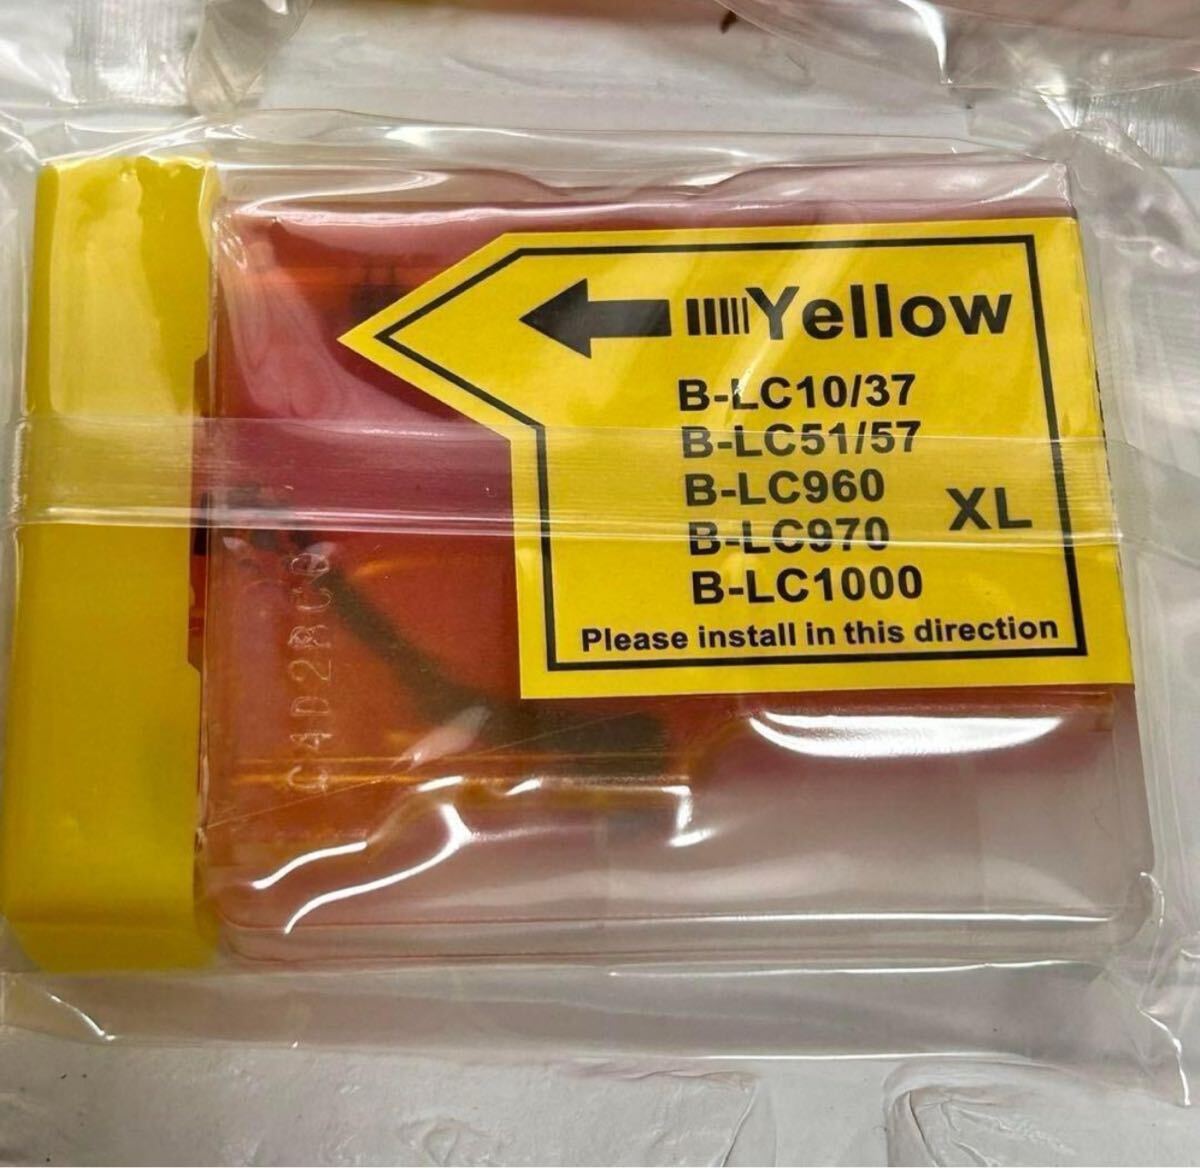 Yellow
B-LC10/37
B-LC51/57
B-LC960
XL
B-LC970
B-LC1000
Please install in this direction